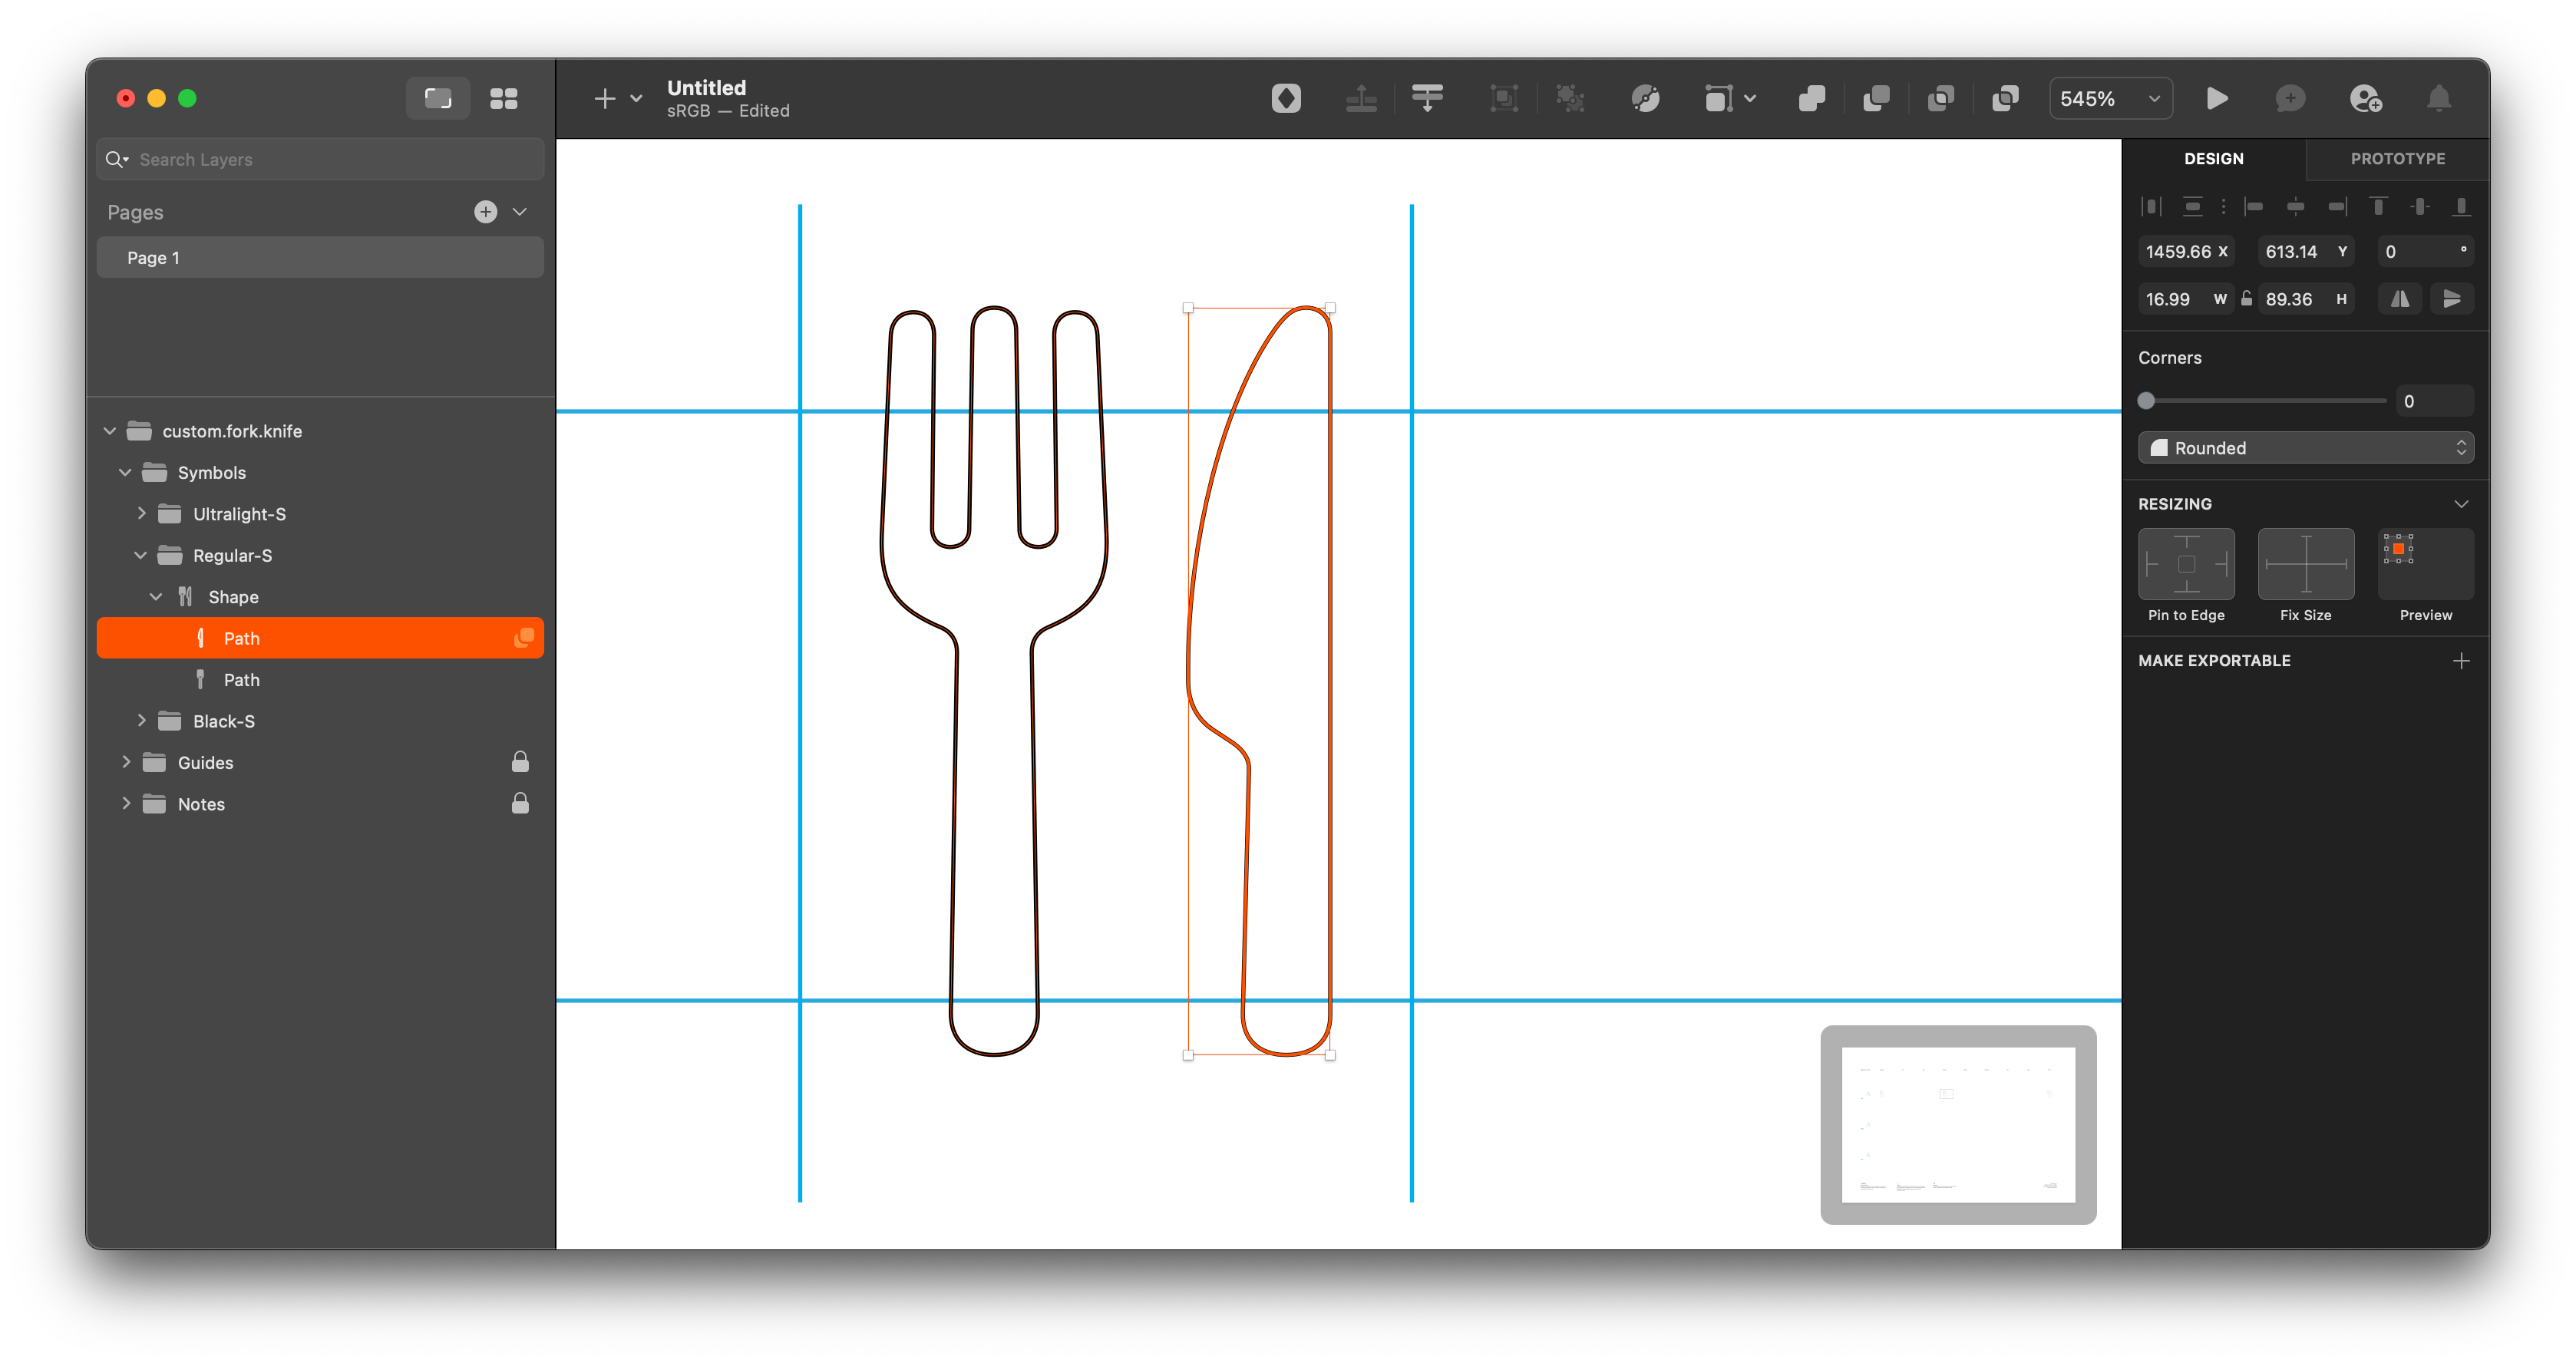 Untitled
sRGB — Edited
545%
Search Layers
Pages
Page 1
custom.fork.knife
Symbols
Ultralight-S
Regular-S
Shape
Path
Path
Black-S
Guides
Notes
DESIGN
PROTOTYPE
1459.66 X
613.14 Y
0 °
16.99 W
89.36 H
Corners
0
Rounded
RESIZING
Pin to Edge
Fix Size
Preview
MAKE EXPORTABLE